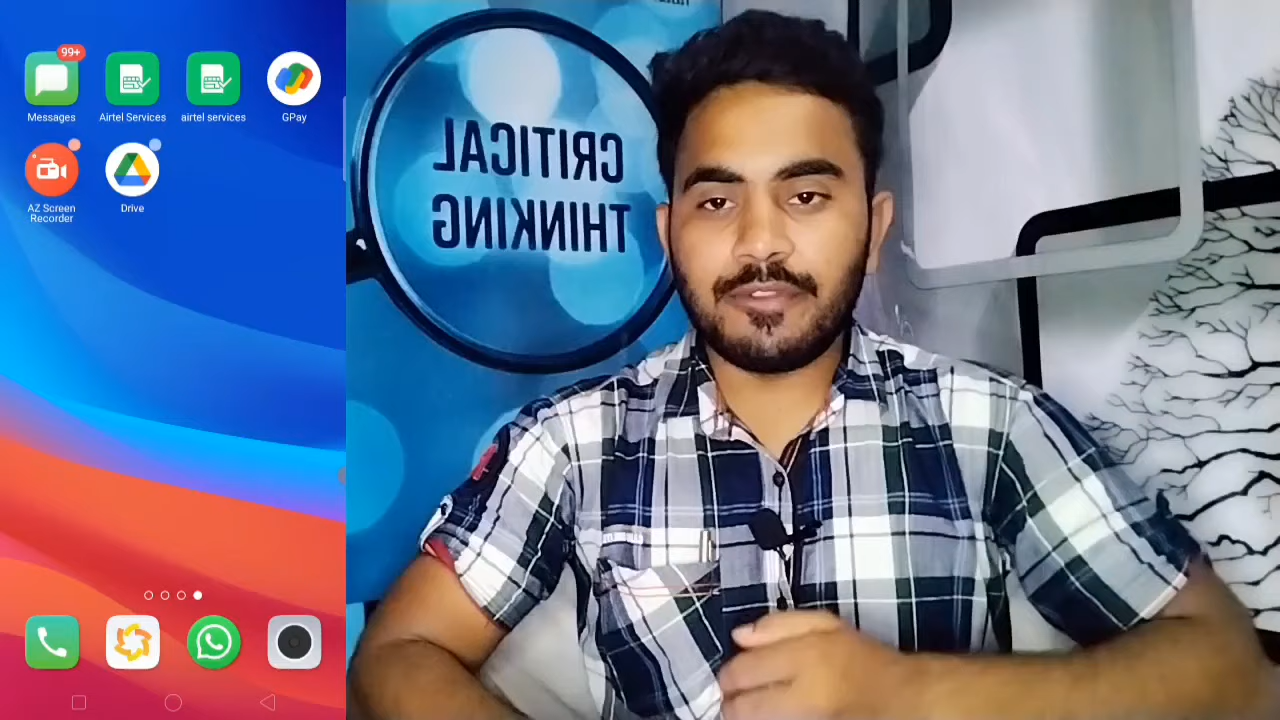 99+
Messages
Airtel Services
airtel services
GPay
AZ Screen
Recorder
Drive
CRITICAL
THINKING